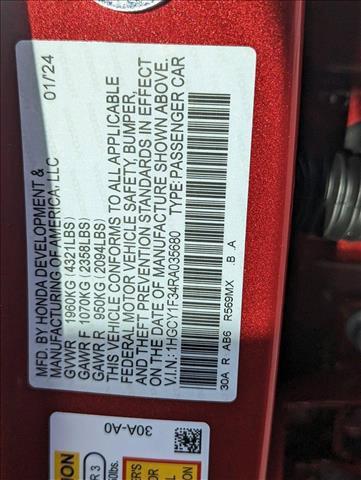 MFD. BY HONDA DEVELOPMENT &
MANUFACTURING OF AMERICA, LLC 01/24
GVWR 1960KG (4321LBS)
GAWR F 1070KG (2358LBS)
GAWR R 950KG (2094LBS)
THIS VEHICLE CONFORMS TO ALL APPLICABLE
FEDERAL MOTOR VEHICLE SAFETY, BUMPER,
AND THEFT PREVENTION STANDARDS IN EFFECT
ON THE DATE OF MANUFACTURE SHOWN ABOVE.
V.I.N.: 1HGCY1F34RA035680 TYPE: PASSENGER CAR
30A R AB6 R569MX .B .A
30A-A0